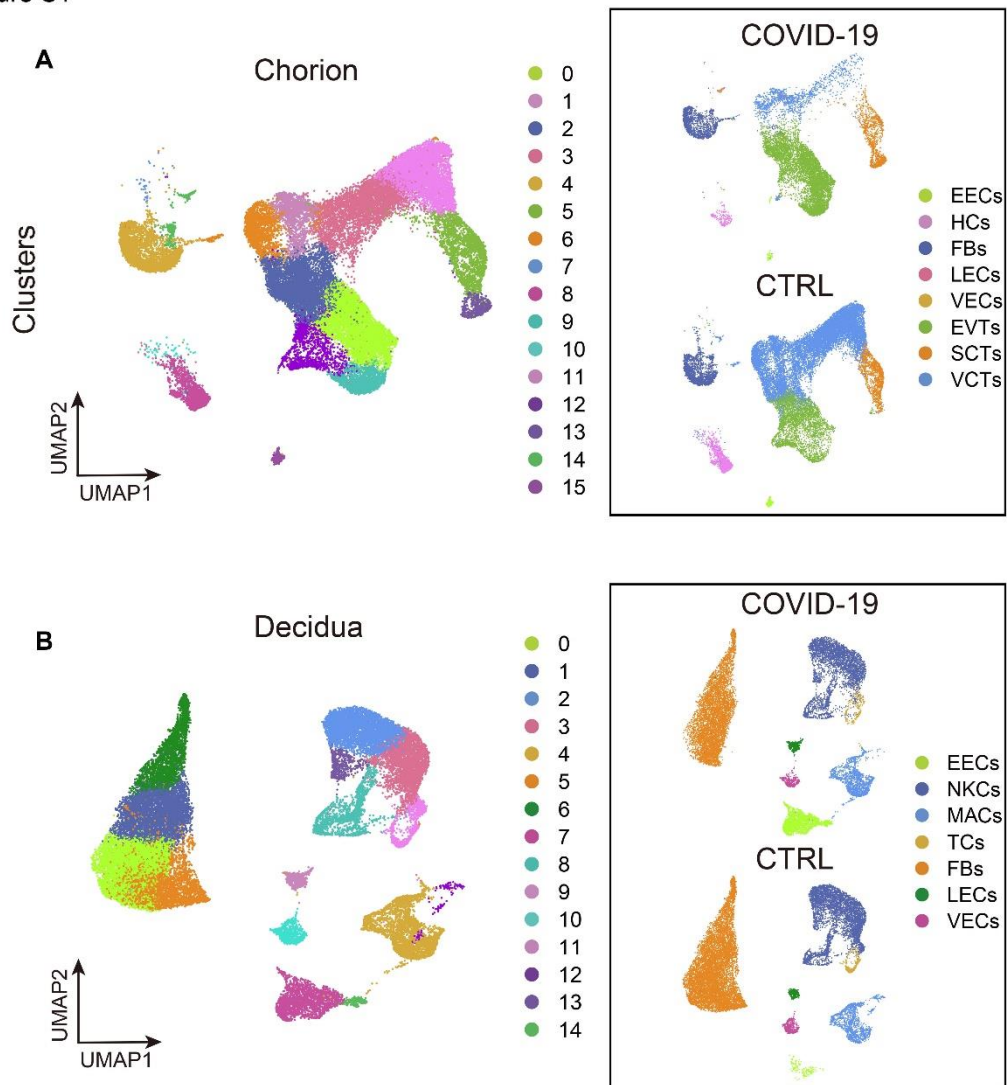 A
Chorion
Clusters
UMAP2
UMAP1
0
1
2
3
4
5
6
7
8
9
10
11
12
13
14
15
COVID-19
CTRL
EECs
HCs
FBs
LECs
VECs
EVTs
SCTs
VCTs
B
Decidua
UMAP2
UMAP1
0
1
2
3
4
5
6
7
8
9
10
11
12
13
14
COVID-19
CTRL
EECs
NKCs
MACs
TCs
FBs
LECs
VECs